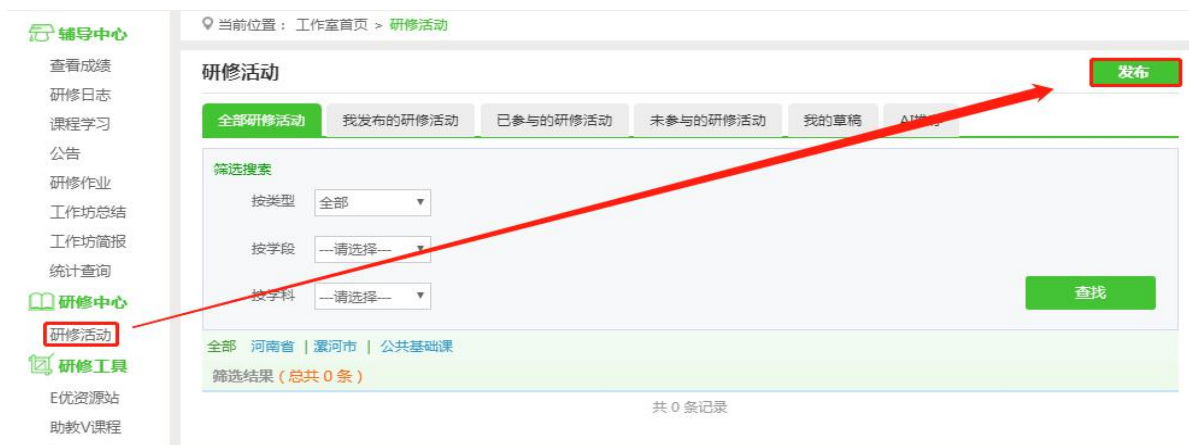 辅导中心
查看成绩
研修日志
课程学习
公告
研修作业
工作坊总结
工作坊简报
统计查询
研修中心
研修活动
研修工具
E优资源站
助教V课程
当前位置： 工作室首页 > 研修活动
研修活动
发布
全部研修活动 我发布的研修活动 已参与的研修活动 未参与的研修活动 我的草稿
筛选搜索
按类型 全部
按学段 ---请选择---
按学科 ---请选择---
查找
全部 河南省 | 漯河市 | 公共基础课
筛选结果 ( 总共 0 条 )
共 0 条记录